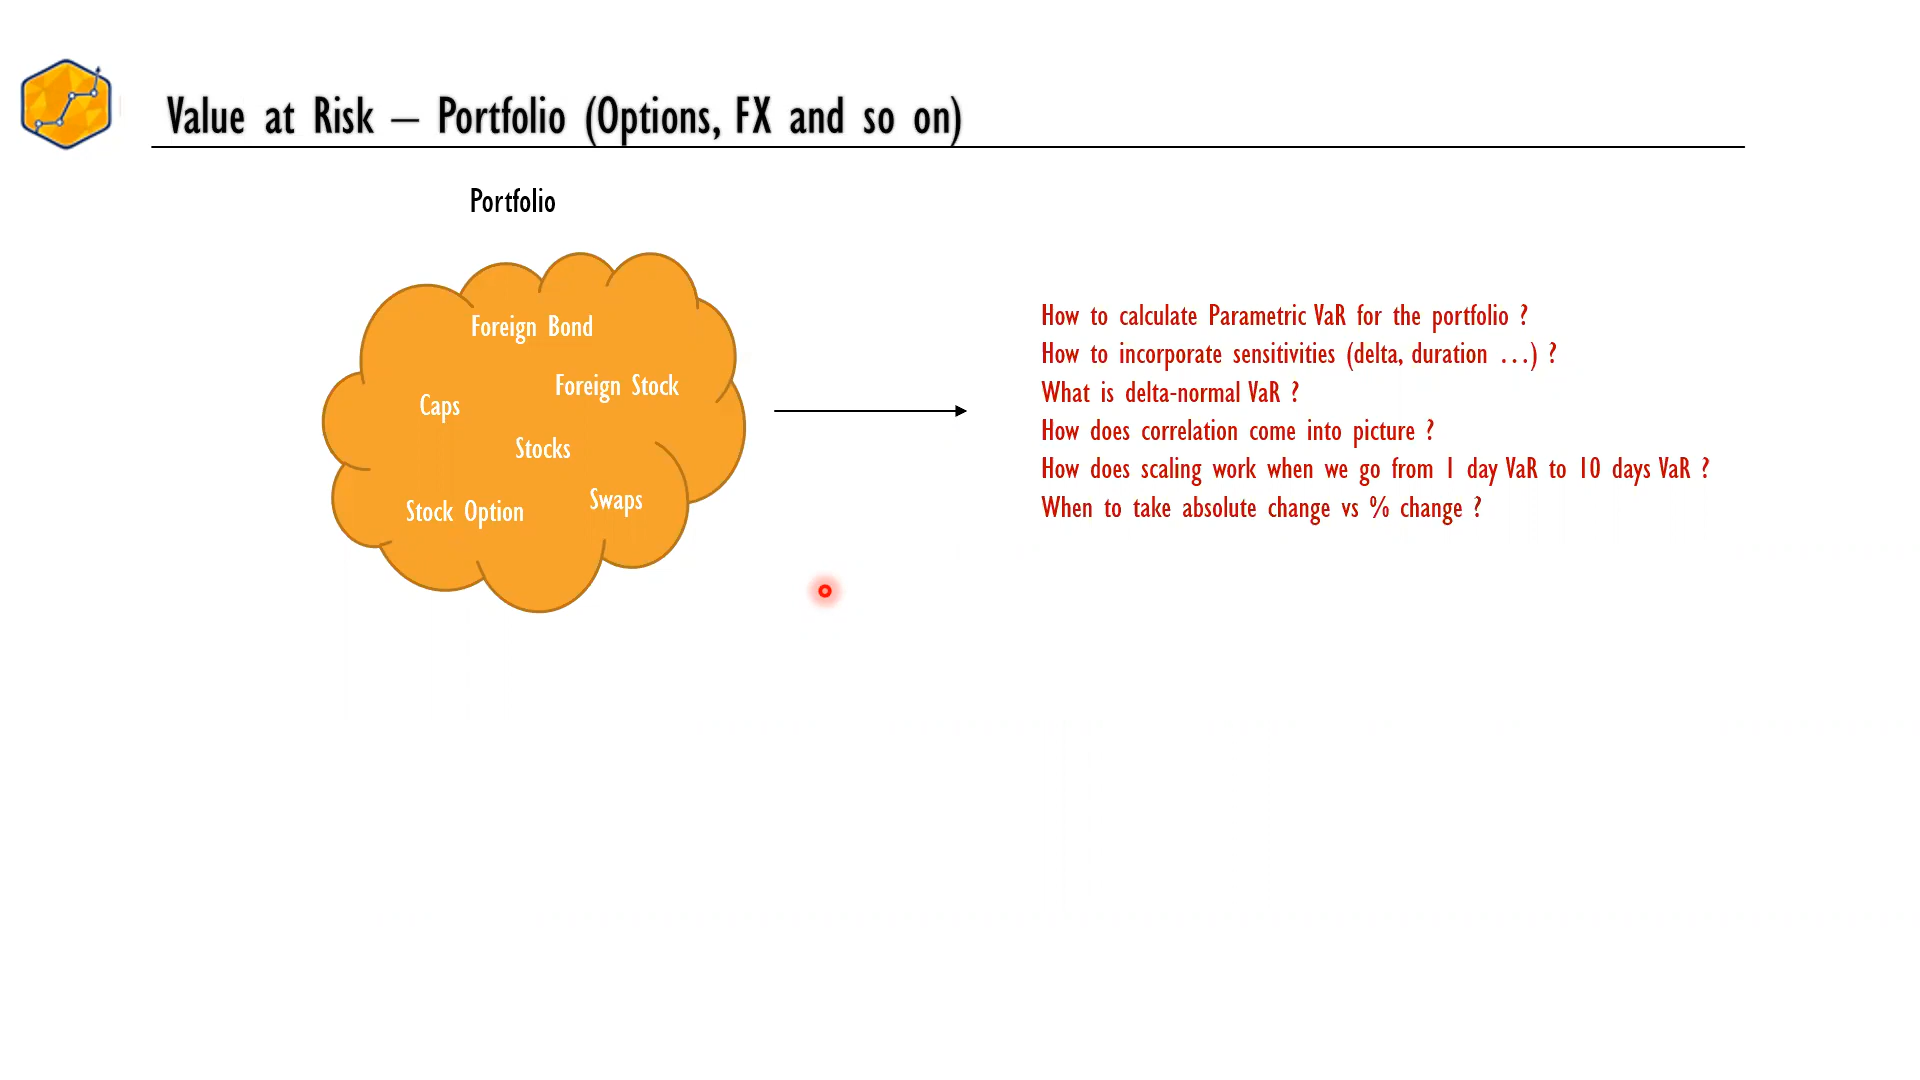 Value at Risk – Portfolio (Options, FX and so on)
Portfolio
Foreign Bond
Foreign Stock
Caps
Stocks
Swaps
Stock Option
How to calculate Parametric VaR for the portfolio ?
How to incorporate sensitivities (delta, duration …) ?
What is delta-normal VaR ?
How does correlation come into picture ?
How does scaling work when we go from 1 day VaR to 10 days VaR ?
When to take absolute change vs % change ?